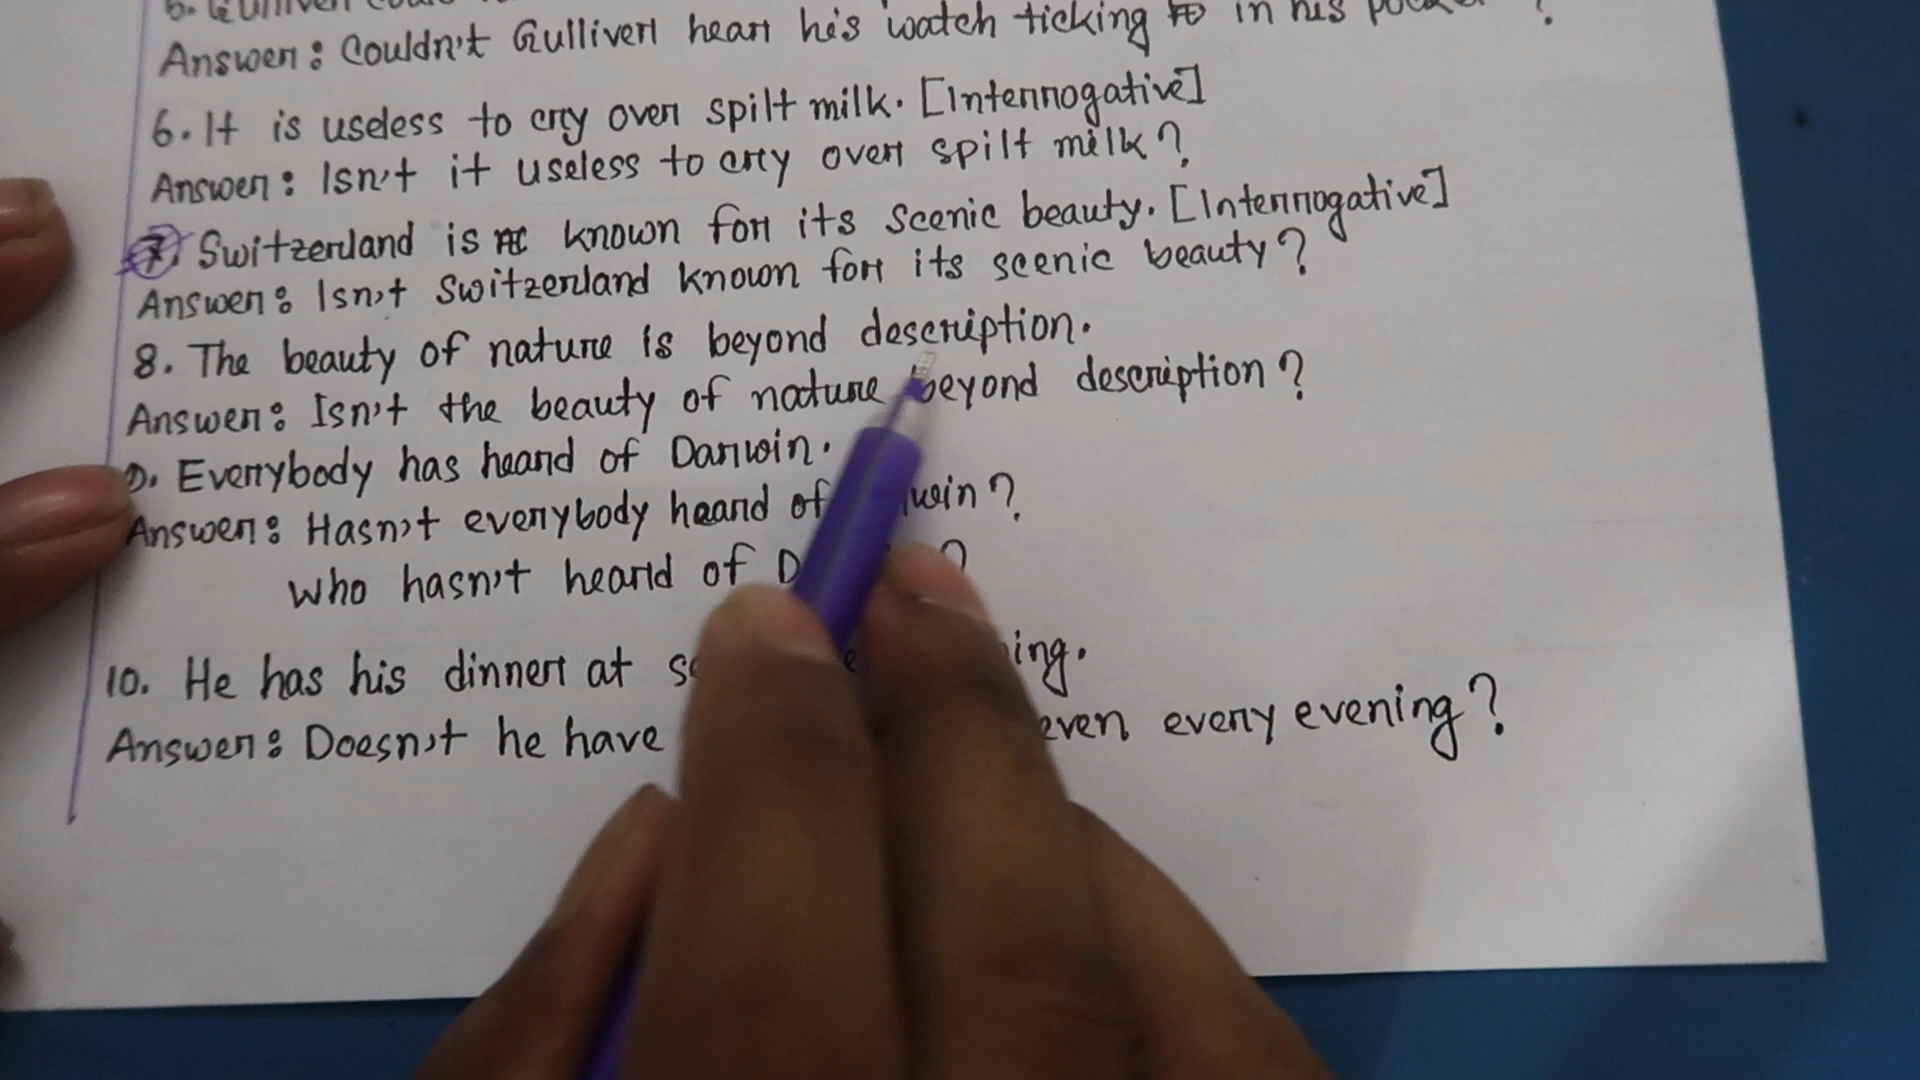 Answer: Couldn't Gulliver hear his watch ticking in his ?
6. It is useless to cry over spilt milk. [Interrogative]
Answer: Isn't it useless to cry over spilt milk?
7. Switzerland is known for its scenic beauty. [Interrogative]
Answer: Isn't Switzerland known for its scenic beauty?
8. The beauty of nature is beyond description.
Answer: Isn't the beauty of nature beyond description?
9. Everybody has heard of Darwin.
Answer: Hasn't everybody heard of ?
Who hasn't heard of ?
10. He has his dinner at
Answer: Doesn't he have every evening?